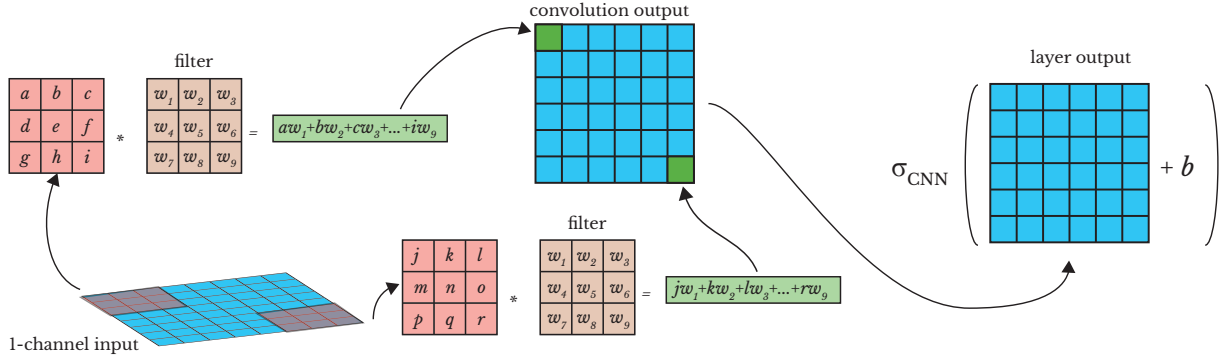 convolution output
filter
a b c
d e f
g h i
*
w₁ w₂ w₃
w₄ w₅ w₆
w₇ w₈ w₉
=
aw₁+bw₂+cw₃+...+iw₉
layer output
σCNN ( + b )
filter
j k l
m n o
p q r
*
w₁ w₂ w₃
w₄ w₅ w₆
w₇ w₈ w₉
=
jw₁+kw₂+lw₃+...+rw₉
1-channel input